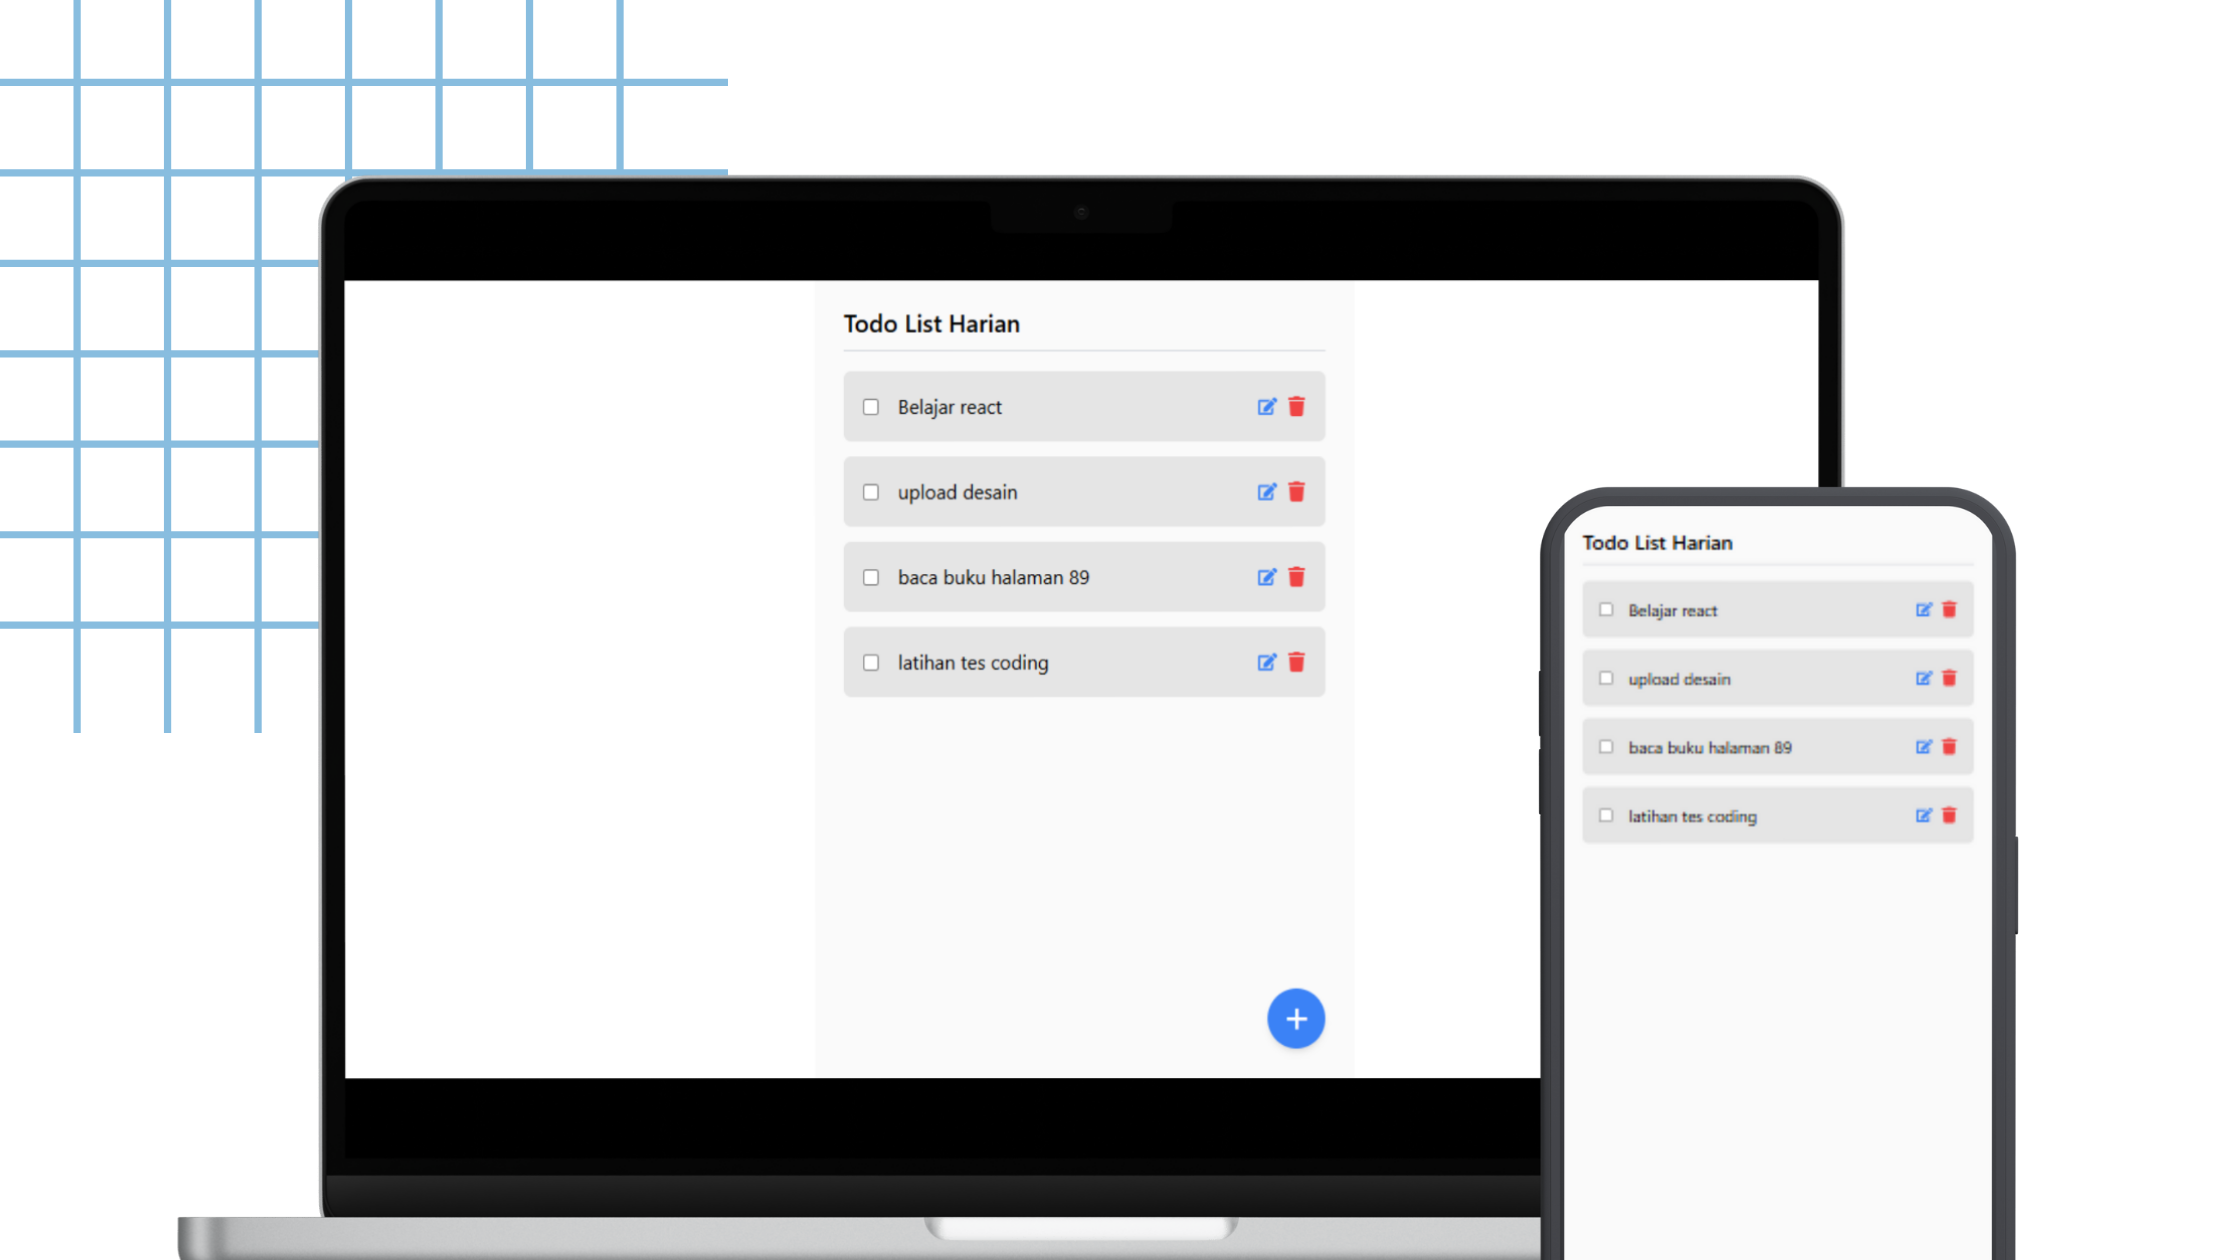 Todo List Harian
Belajar react
upload desain
baca buku halaman 89
latihan tes coding
Todo List Harian
Belajar react
upload desain
baca buku halaman 89
latihan tes coding